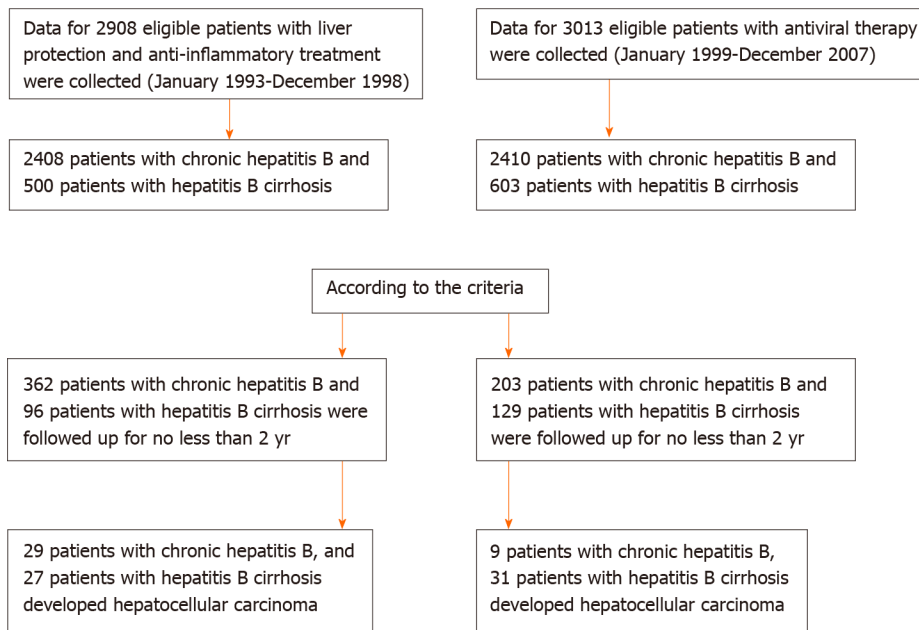 Data for 2908 eligible patients with liver
protection and anti-inflammatory treatment
were collected (January 1993-December 1998)
Data for 3013 eligible patients with antiviral therapy
were collected (January 1999-December 2007)
2408 patients with chronic hepatitis B and
500 patients with hepatitis B cirrhosis
2410 patients with chronic hepatitis B and
603 patients with hepatitis B cirrhosis
According to the criteria
362 patients with chronic hepatitis B and
96 patients with hepatitis B cirrhosis were
followed up for no less than 2 yr
203 patients with chronic hepatitis B and
129 patients with hepatitis B cirrhosis
were followed up for no less than 2 yr
29 patients with chronic hepatitis B, and
27 patients with hepatitis B cirrhosis
developed hepatocellular carcinoma
9 patients with chronic hepatitis B,
31 patients with hepatitis B cirrhosis
developed hepatocellular carcinoma